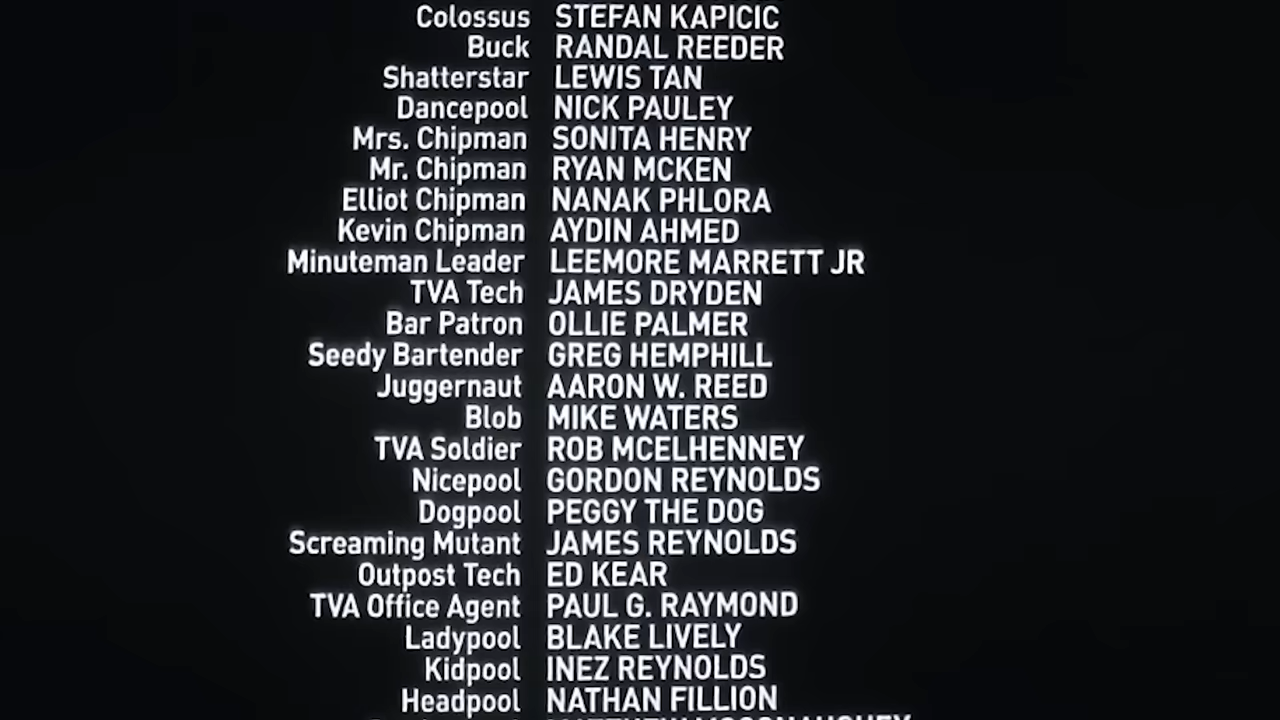 Colossus STEFAN KAPICIC
Buck RANDAL REEDER
Shatterstar LEWIS TAN
Dancepool NICK PAULEY
Mrs. Chipman SONITA HENRY
Mr. Chipman RYAN MCKEN
Elliot Chipman NANAK PHLORA
Kevin Chipman AYDIN AHMED
Minuteman Leader LEEMORE MARRETT JR
TVA Tech JAMES DRYDEN
Bar Patron OLLIE PALMER
Seedy Bartender GREG HEMPHILL
Juggernaut AARON W. REED
Blob MIKE WATERS
TVA Soldier ROB MCELHENNEY
Nicepool GORDON REYNOLDS
Dogpool PEGGY THE DOG
Screaming Mutant JAMES REYNOLDS
Outpost Tech ED KEAR
TVA Office Agent PAUL G. RAYMOND
Ladypool BLAKE LIVELY
Kidpool INEZ REYNOLDS
Headpool NATHAN FILLION